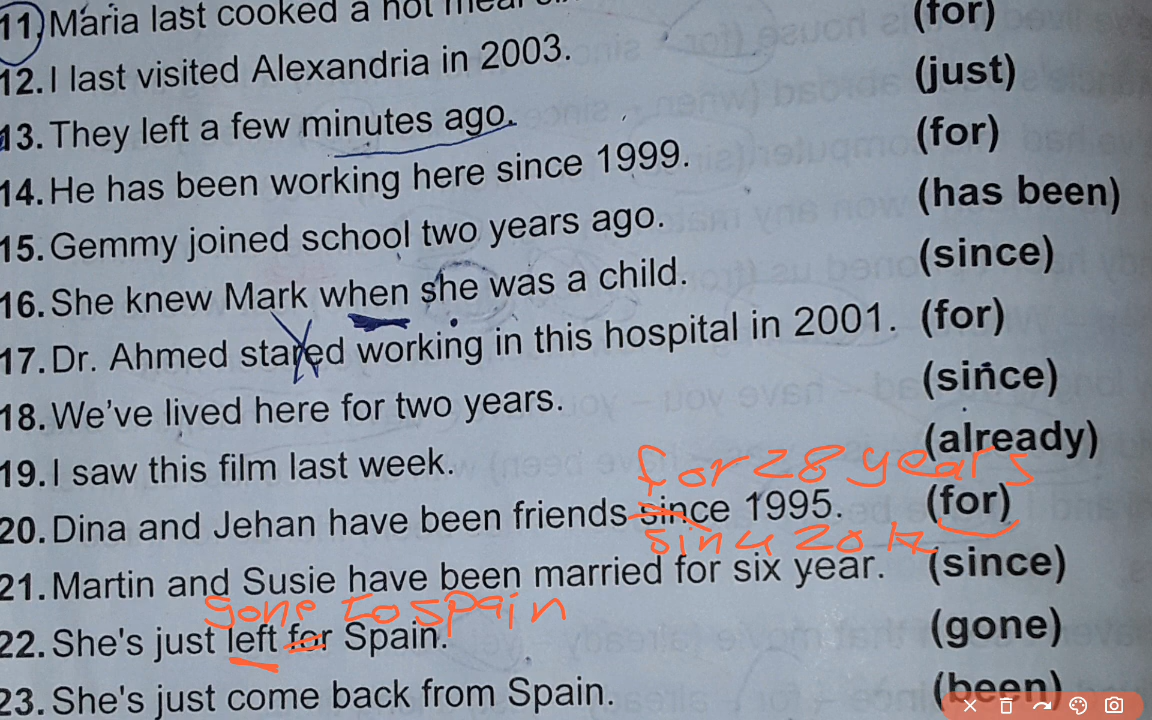 11. Maria last cooked a hot meal (for)
12. I last visited Alexandria in 2003. (just)
13. They left a few minutes ago. (for)
14. He has been working here since 1999. (has been)
15. Gemmy joined school two years ago. (since)
16. She knew Mark when she was a child. (for)
17. Dr. Ahmed stared working in this hospital in 2001. (since)
18. We've lived here for two years. (already)
19. I saw this film last week.
for 28 years
20. Dina and Jehan have been friends since 1995. (for)
since 2017
21. Martin and Susie have been married for six year. (since)
gone to spain
22. She's just left for Spain. (gone)
23. She's just come back from Spain. (been)